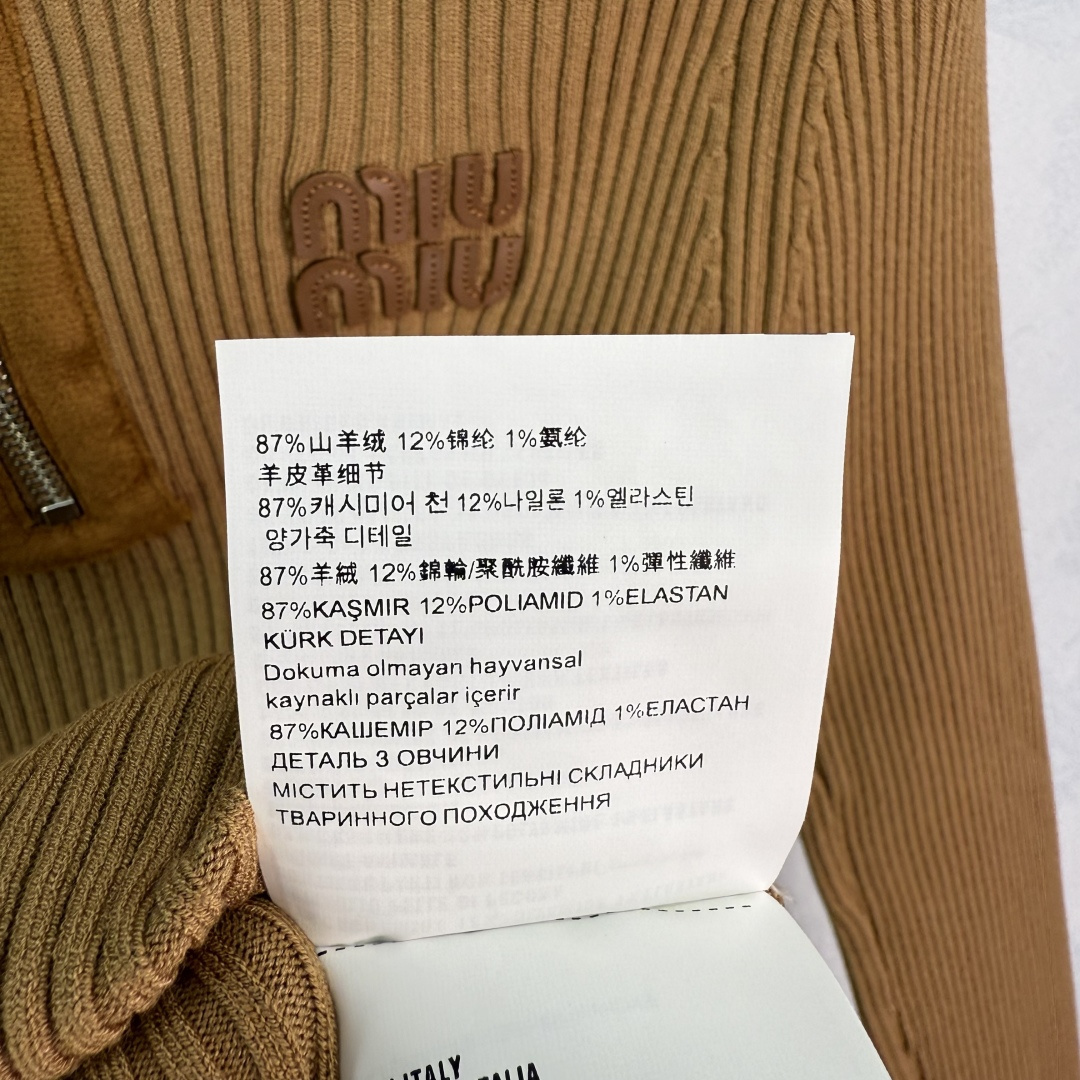 MIU
MIU
87%山羊绒 12%锦纶 1%氨纶
羊皮革细节
87%캐시미어 천 12%나일론 1%엘라스틴
양가죽 디테일
87%羊絨 12%錦輪/聚酰胺纖維 1%彈性纖維
87%KAŞMIR 12%POLIAMID 1%ELASTAN
KÜRK DETAYI
Dokuma olmayan hayvansal
kaynaklı parçalar içerir
87%КАШЕМІР 12%ПОЛІАМІД 1%ЕЛАСТАН
ДЕТАЛЬ З ОВЧИНИ
МІСТИТЬ НЕТЕКСТИЛЬНІ СКЛАДНИКИ
ТВАРИННОГО ПОХОДЖЕННЯ
ITALY